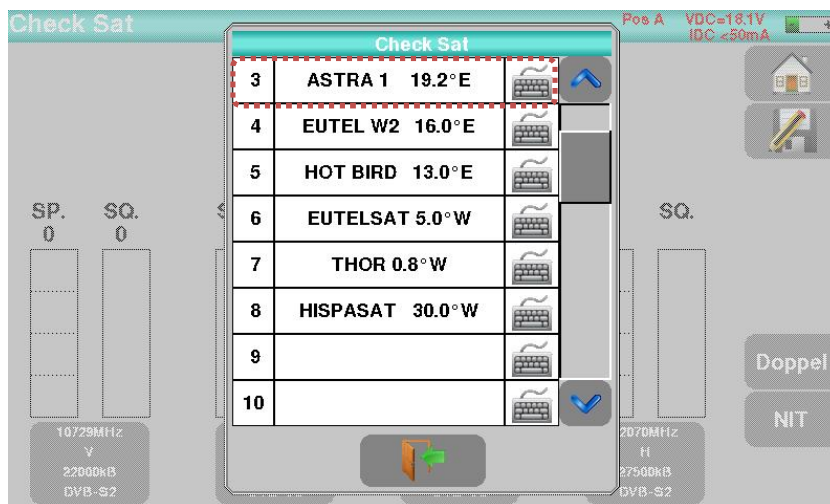 Check Sat
Pos A VDC=18.1V
IDC <50mA
Check Sat
3 ASTRA 1 19.2°E
4 EUTEL W2 16.0°E
5 HOT BIRD 13.0°E
6 EUTELSAT 5.0°W
7 THOR 0.8°W
8 HISPASAT 30.0°W
9
10
SP. SQ. SQ.
0 0
Doppel
NIT
10729MHz
V
22000kB
DVB-S2
2070MHz
H
27500kB
DVB-S2